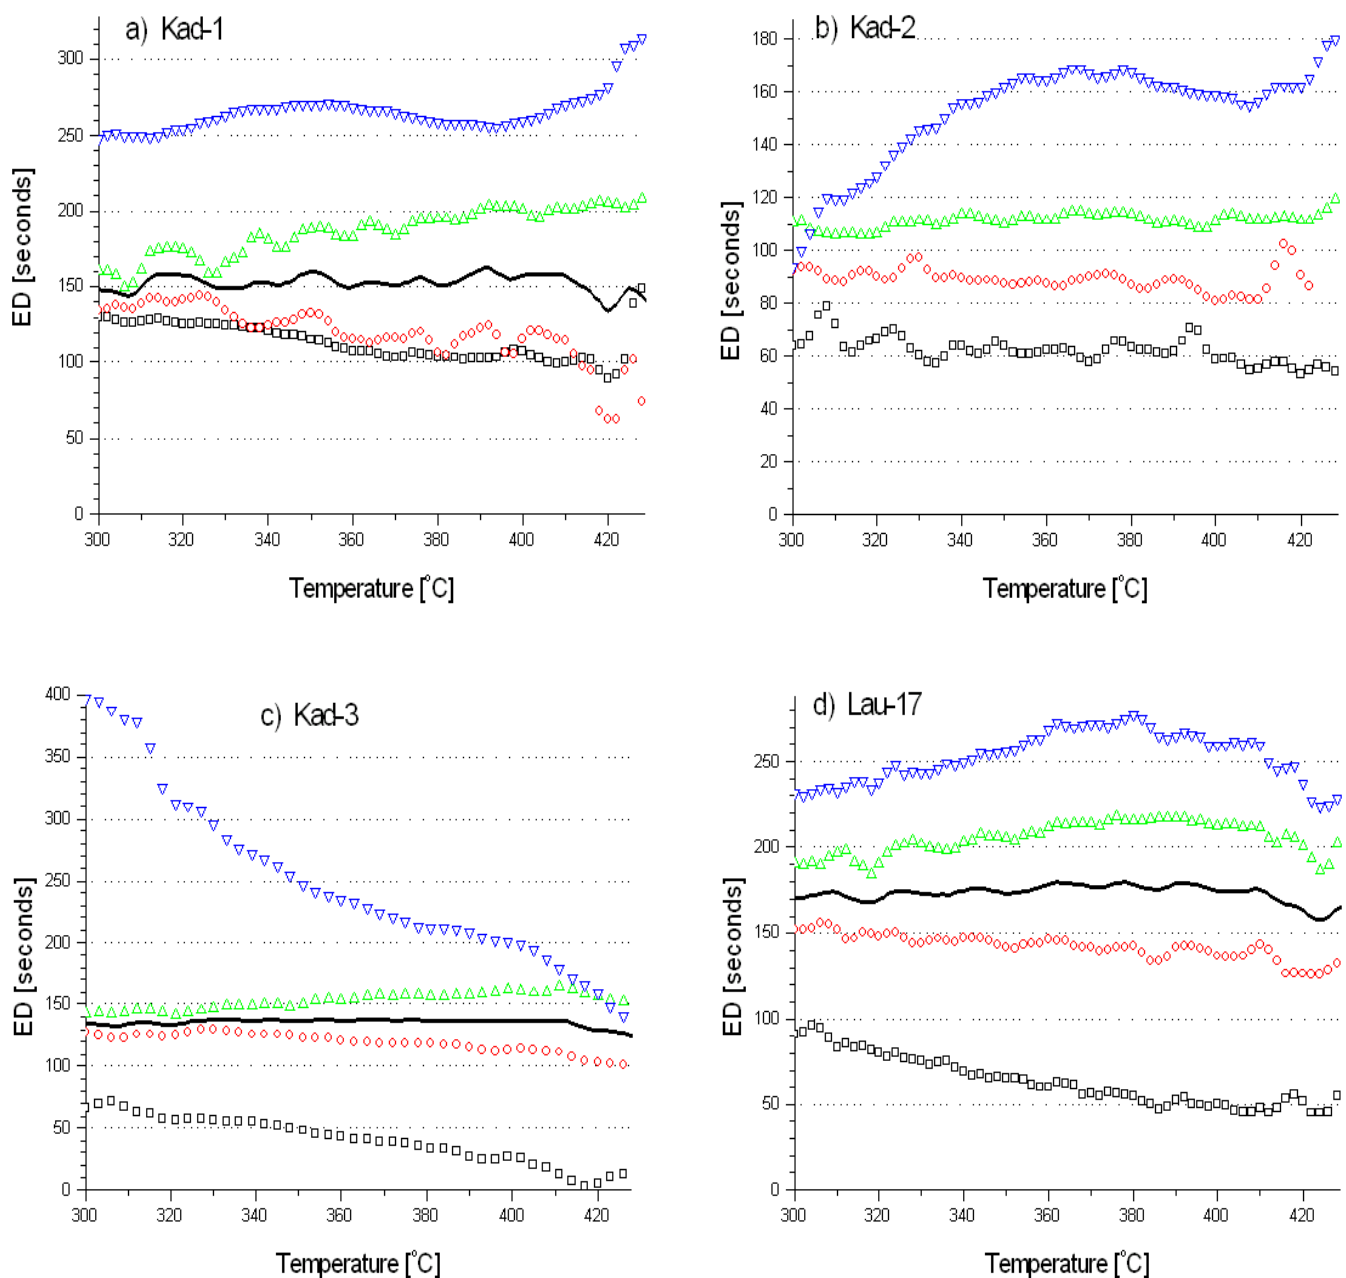 a) Kad-1
300
250
200
150
100
50
0
ED [seconds]
300 320 340 360 380 400 420
Temperature [°C]
b) Kad-2
180
160
140
120
100
80
60
40
20
0
ED [seconds]
300 320 340 360 380 400 420
Temperature [°C]
c) Kad-3
400
350
300
250
200
150
100
50
0
ED [seconds]
300 320 340 360 380 400 420
Temperature [°C]
d) Lau-17
250
200
150
100
50
0
ED [seconds]
300 320 340 360 380 400 420
Temperature [°C]